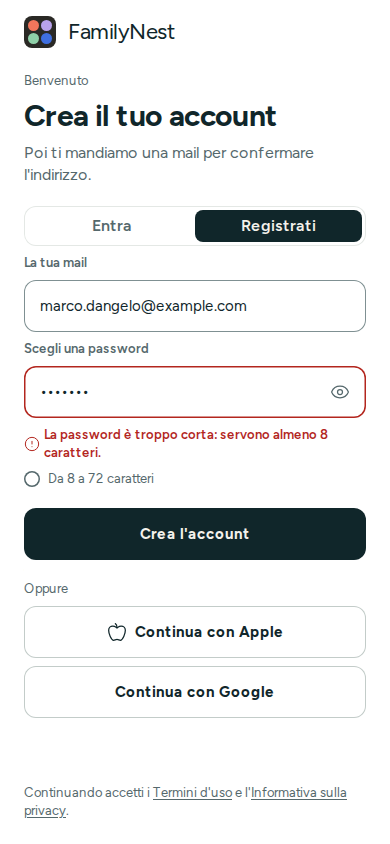 FamilyNest
Benvenuto
Crea il tuo account
Poi ti mandiamo una mail per confermare
l'indirizzo.
Entra
Registrati
La tua mail
marco.dangelo@example.com
Scegli una password
•••••••
La password è troppo corta: servono almeno 8
caratteri.
Da 8 a 72 caratteri
Crea l'account
Oppure
Continua con Apple
Continua con Google
Continuando accetti i Termini d'uso e l'Informativa sulla
privacy.